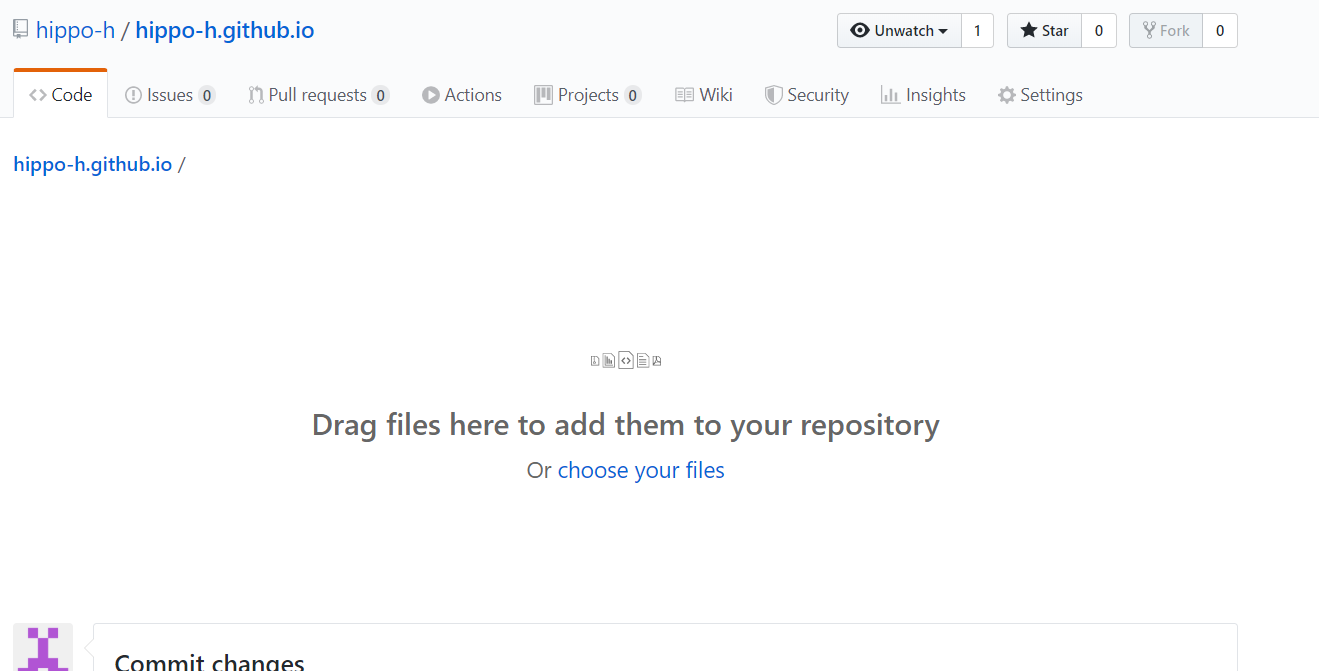 hippo-h / hippo-h.github.io Unwatch 1 Star 0 Fork 0
Code Issues 0 Pull requests 0 Actions Projects 0 Wiki Security Insights Settings
hippo-h.github.io /
Drag files here to add them to your repository
Or choose your files
Commit changes